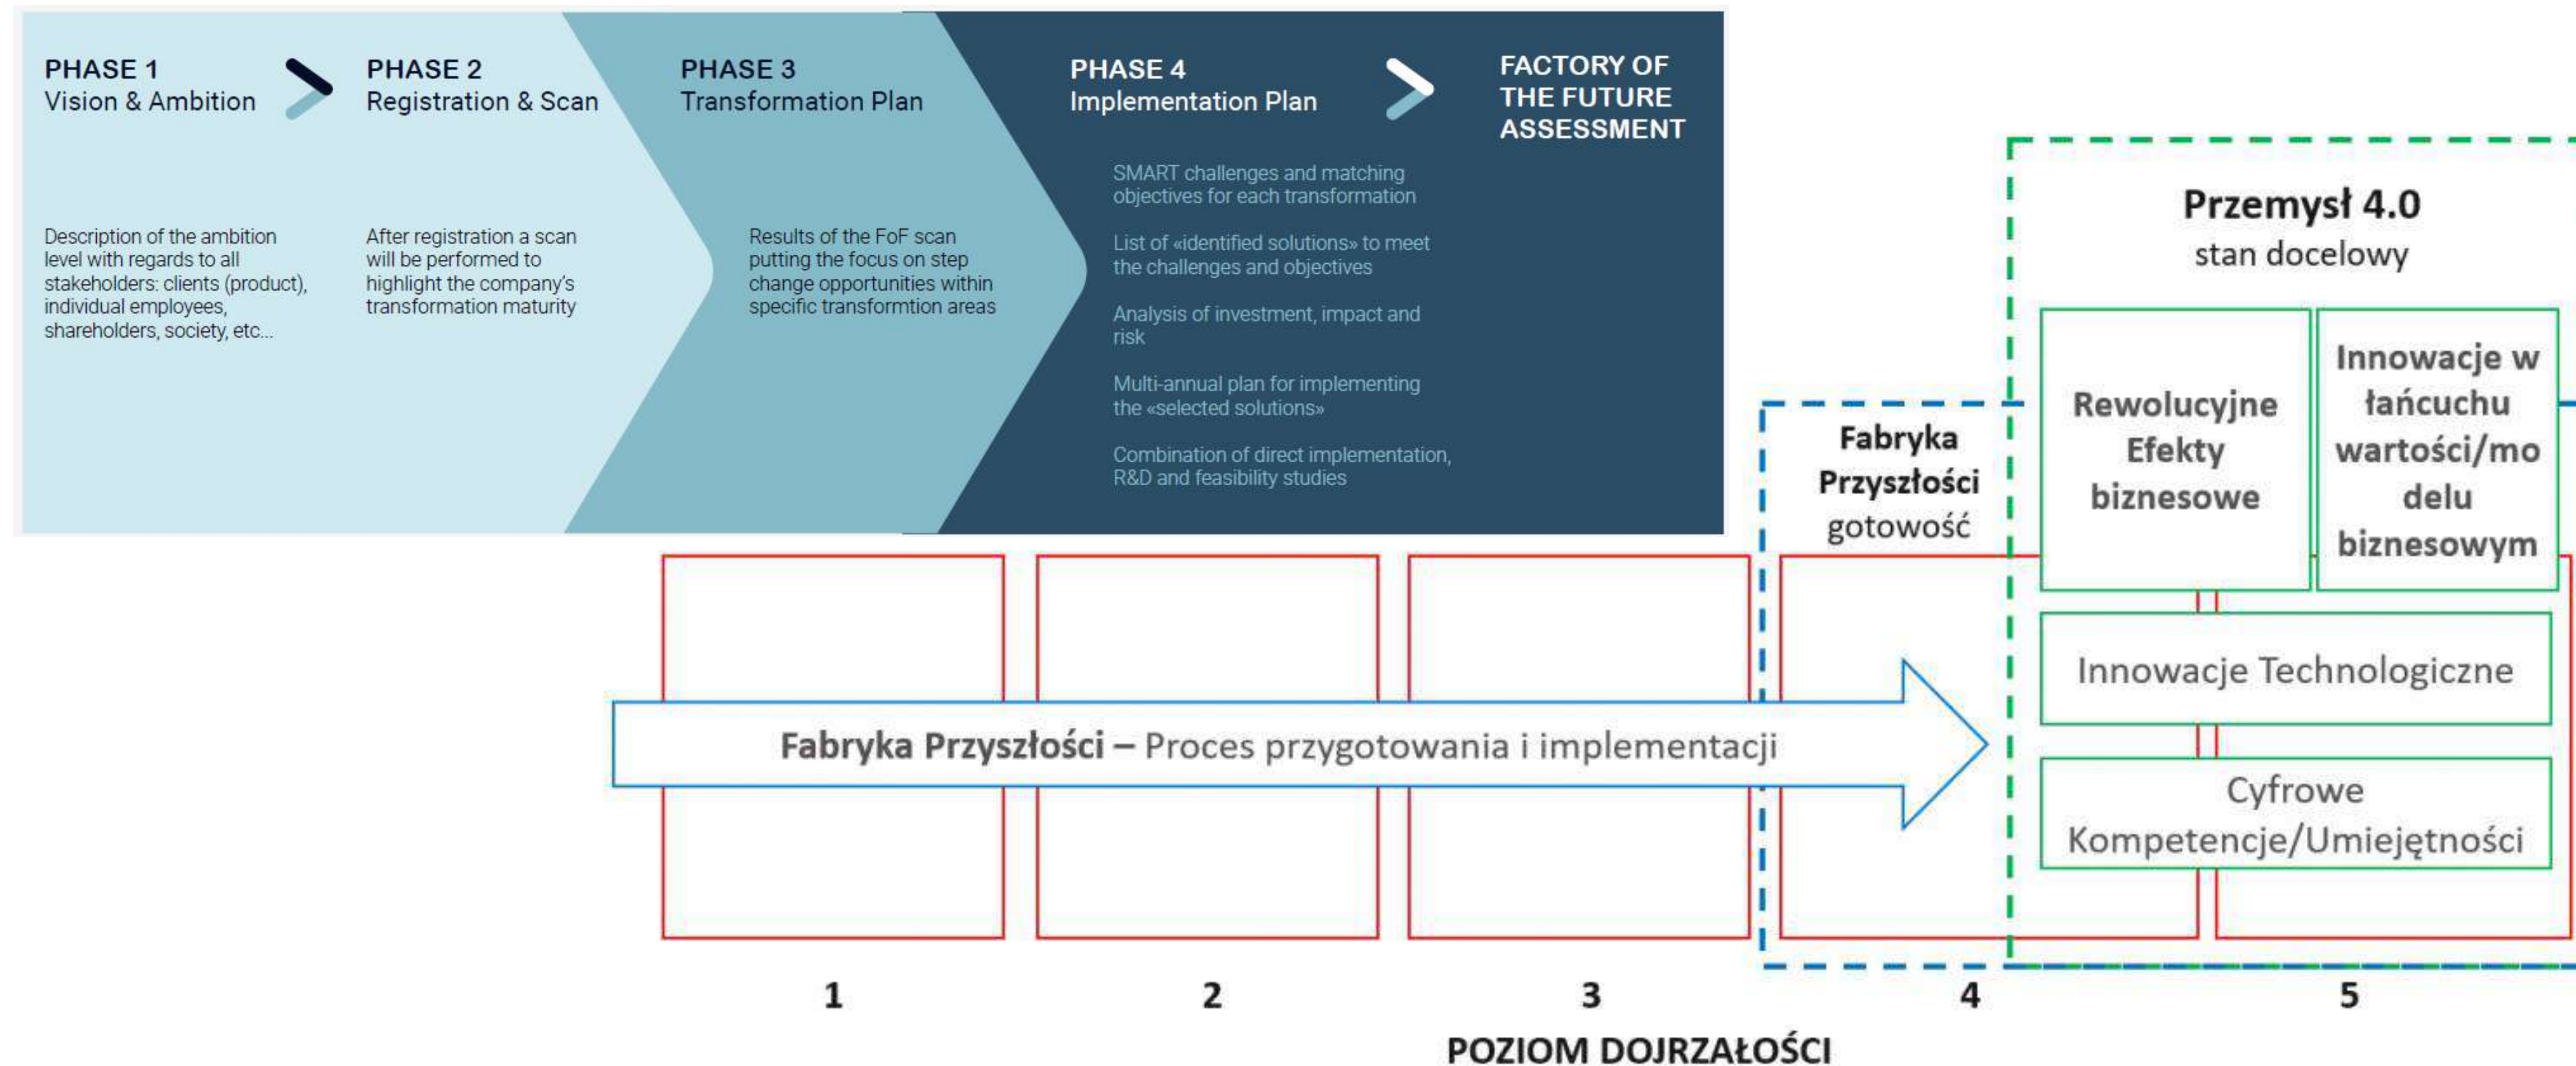 PHASE 1
Vision & Ambition
Description of the ambition
level with regards to all
stakeholders: clients (product),
individual employees,
shareholders, society, etc...
PHASE 2
Registration & Scan
After registration a scan
will be performed to
highlight the company's
transformation maturity
PHASE 3
Transformation Plan
Results of the FoF scan
putting the focus on step
change opportunities within
specific transformtion areas
PHASE 4
Implementation Plan
SMART challenges and matching
objectives for each transformation
List of «identified solutions» to meet
the challenges and objectives
Analysis of investment, impact and
risk
Multi-annual plan for implementing
the «selected solutions»
Combination of direct implementation,
R&D and feasibility studies
FACTORY OF
THE FUTURE
ASSESSMENT
Przemysł 4.0
stan docelowy
Rewolucyjne
Efekty
biznesowe
Innowacje w
łańcuchu
wartości/mo
delu
biznesowym
Fabryka
Przyszłości
gotowość
Innowacje Technologiczne
Fabryka Przyszłości – Proces przygotowania i implementacji
Cyfrowe
Kompetencje/Umiejętności
1
2
3
4
5
POZIOM DOJRZAŁOŚCI